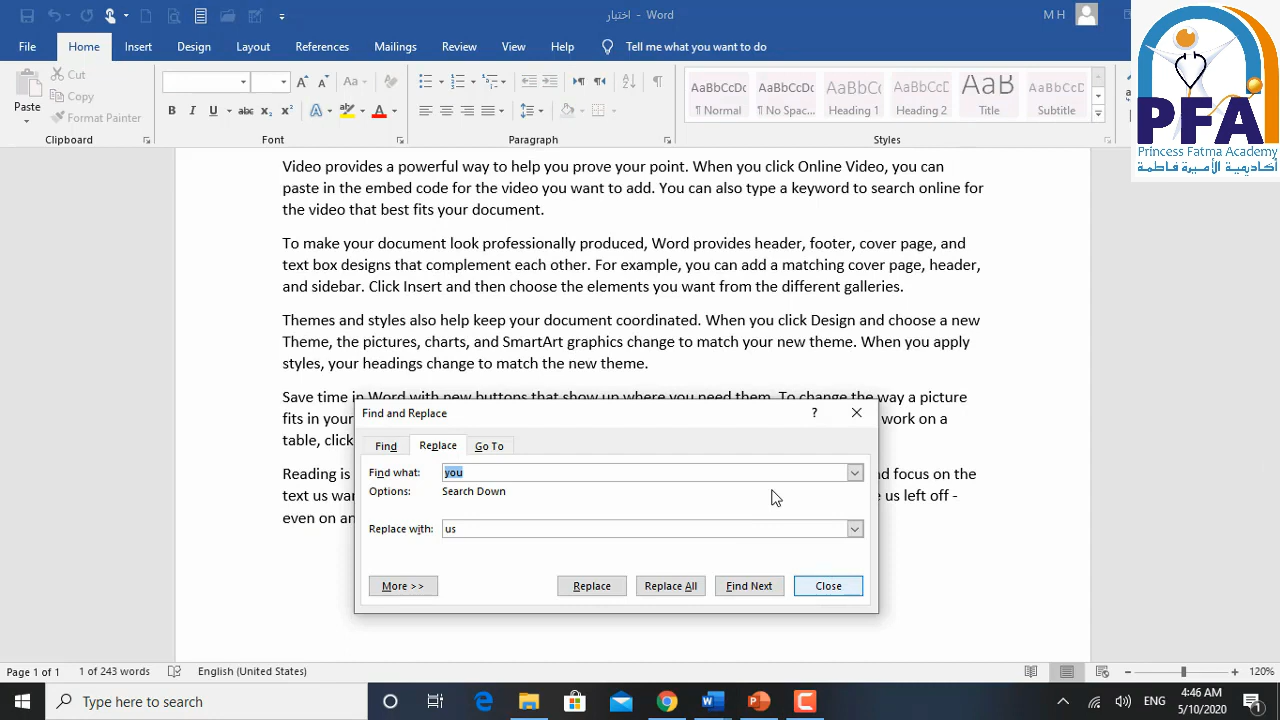 اختبار - Word
M H
File Home Insert Design Layout References Mailings Review View Help Tell me what you want to do
Paste
Cut
Copy
Format Painter
Clipboard
Font
Paragraph
AaBbCcDc AaBbCcDc AaBbCc AaBbCcD AaB AaBbCcD
¶ Normal ¶ No Spac... Heading 1 Heading 2 Title Subtitle
Styles
PFA
Princess Fatma Academy
أكاديمية الأميرة فاطمة
Video provides a powerful way to help you prove your point. When you click Online Video, you can
paste in the embed code for the video you want to add. You can also type a keyword to search online for
the video that best fits your document.
To make your document look professionally produced, Word provides header, footer, cover page, and
text box designs that complement each other. For example, you can add a matching cover page, header,
and sidebar. Click Insert and then choose the elements you want from the different galleries.
Themes and styles also help keep your document coordinated. When you click Design and choose a new
Theme, the pictures, charts, and SmartArt graphics change to match your new theme. When you apply
styles, your headings change to match the new theme.
Save time in Word with new buttons that show up where you need them. To change the way a picture
fits in your work on a
table, click
Reading is nd focus on the
text us wa e us left off -
even on an
Find and Replace ?
Find Replace Go To
Find what: you
Options: Search Down
Replace with: us
More >> Replace Replace All Find Next Close
Page 1 of 1 1 of 243 words English (United States) 120%
Type here to search
ENG
4:46 AM
5/10/2020